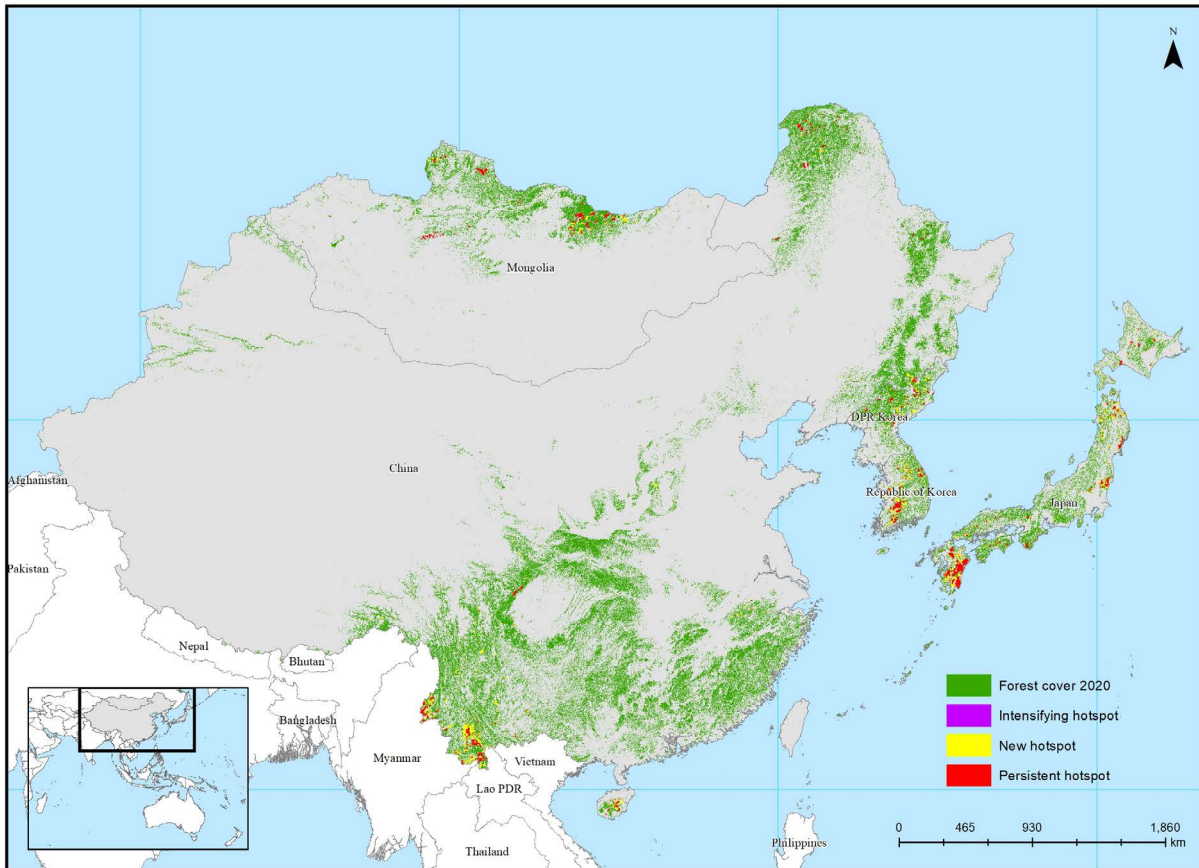 N
Mongolia
DPR Korea
China
Afghanistan
Republic of Korea
Japan
Pakistan
Nepal
Bhutan
Forest cover 2020
Intensifying hotspot
New hotspot
Persistent hotspot
Bangladesh
Myanmar
Vietnam
Lao PDR
Thailand
Philippines
0 465 930 1,860
km